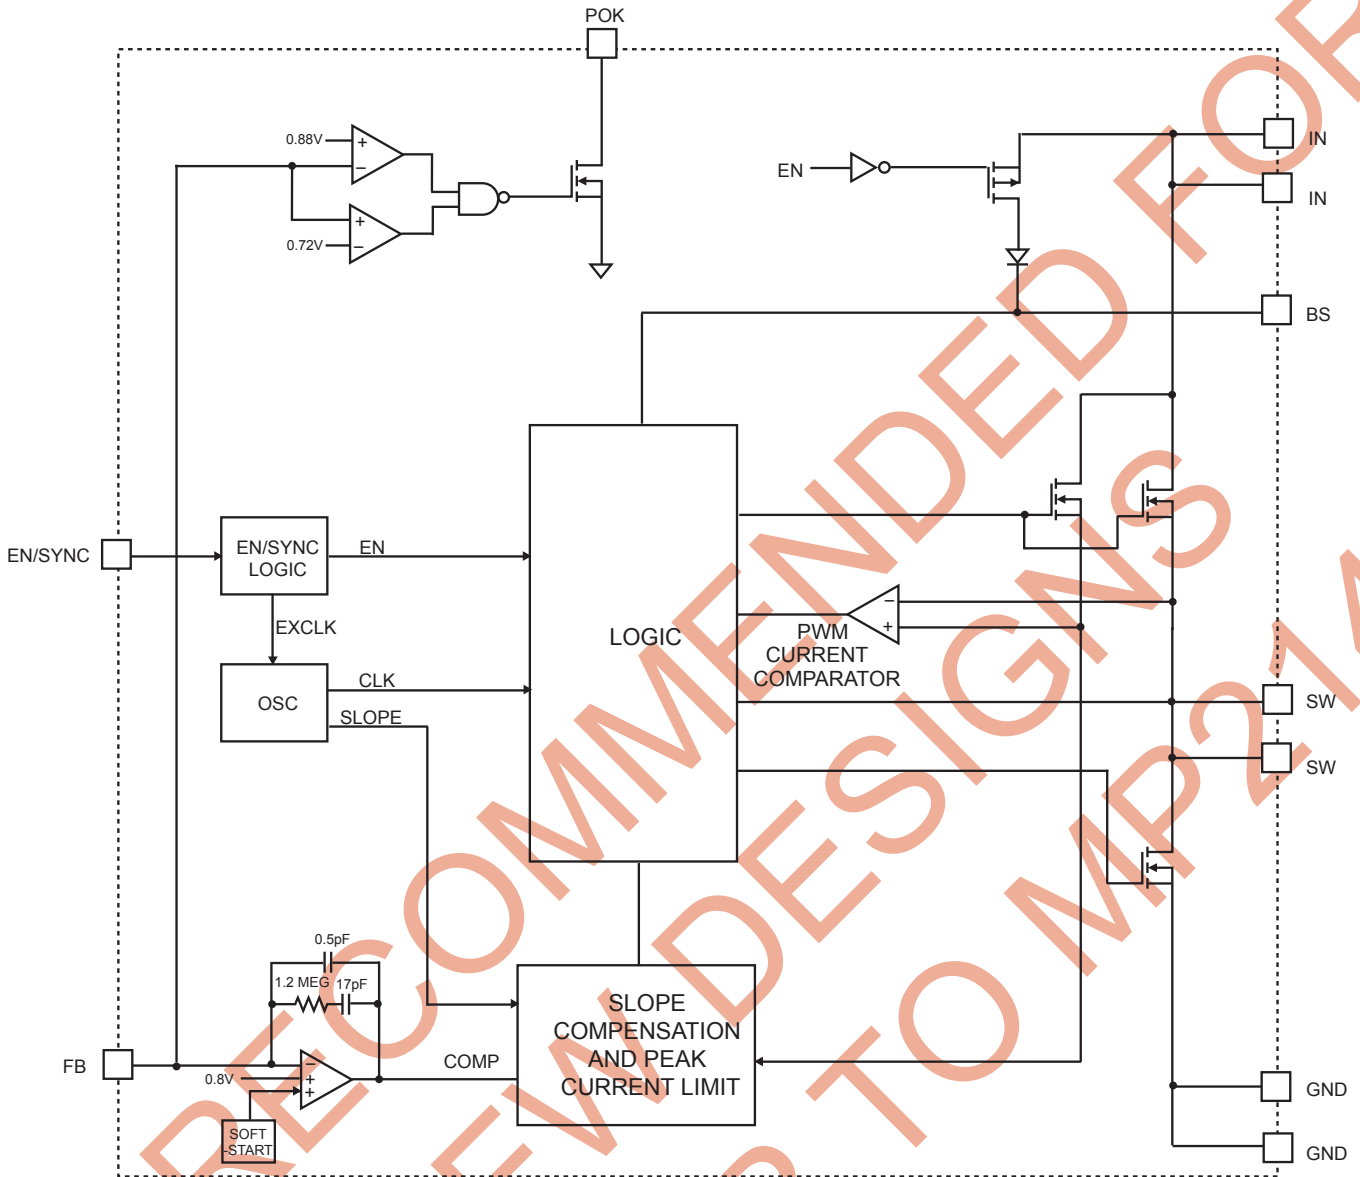 POK
0.88V
+
−
EN
IN
IN
+
−
0.72V
BS
EN/SYNC
EN/SYNC
LOGIC
EN
EXCLK
LOGIC
−
+
PWM
CURRENT
COMPARATOR
OSC
CLK
SLOPE
SW
SW
0.5pF
1.2 MEG
17pF
SLOPE
COMPENSATION
AND PEAK
CURRENT LIMIT
COMP
FB
0.8V
−
+
+
SOFT
-START
GND
GND
RECOMMENDED FOR
EW DESIGNS
R TO MP214